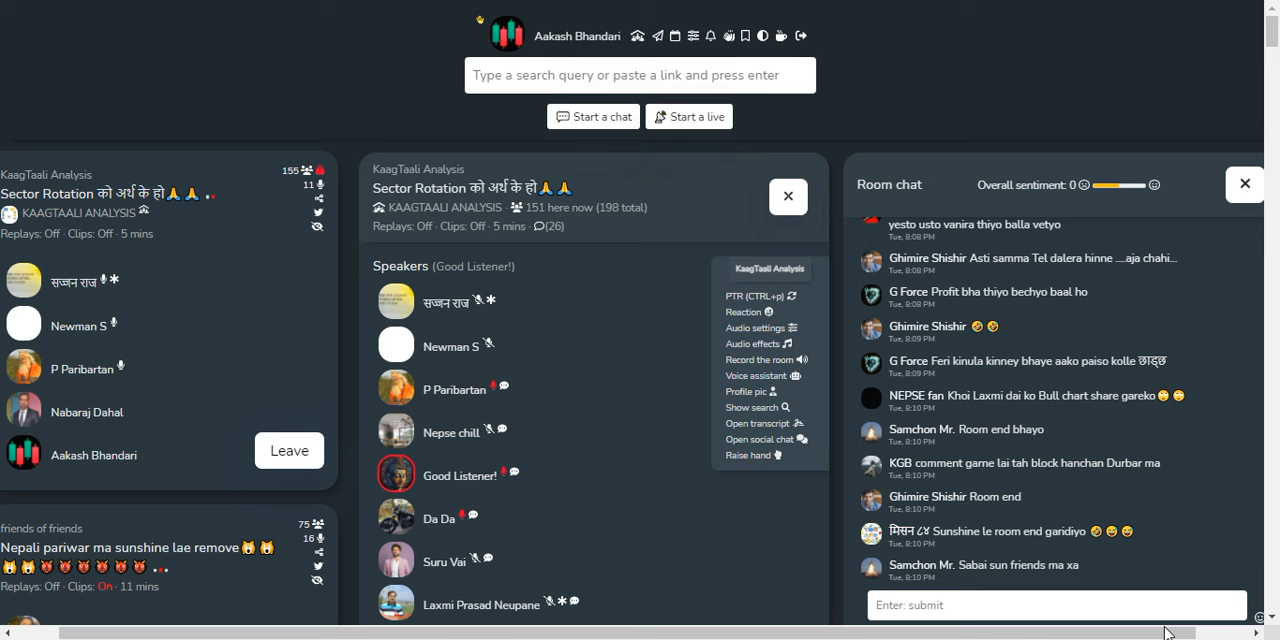 Aakash Bhandari
Type a search query or paste a link and press enter
Start a chat
Start a live
KaagTaali Analysis
155
Sector Rotation को अर्थ के हो🙏 🙏
11
KAAGTAALI ANALYSIS
Replays: Off · Clips: Off · 5 mins
सज्जन राज
Newman S
P Paribartan
Nabaraj Dahal
Aakash Bhandari
Leave
friends of friends
75
Nepali pariwar ma sunshine lae remove🙀 🙀
16
🙀 🙀 👹 👹 👹 👹 👹 👹
Replays: Off · Clips: On · 11 mins
KaagTaali Analysis
Sector Rotation को अर्थ के हो🙏 🙏
KAAGTAALI ANALYSIS · 151 here now (198 total)
Replays: Off · Clips: Off · 5 mins · (26)
Speakers (Good Listener!)
सज्जन राज
Newman S
P Paribartan
Nepse chill
Good Listener!
Da Da
Suru Vai
Laxmi Prasad Neupane
KaagTaali Analysis
PTR (CTRL+p)
Reaction
Audio settings
Audio effects
Record the room
Voice assistant
Profile pic
Show search
Open transcript
Open social chat
Raise hand
Room chat
Overall sentiment: 0
yesto usto vanira thiyo balla vetyo
Tue, 8:08 PM
Ghimire Shishir Asti samma Tel dalera hinne ....aja chahi...
Tue, 8:08 PM
G Force Profit bha thiyo bechyo baal ho
Tue, 8:08 PM
Ghimire Shishir 🤣 🤣
Tue, 8:09 PM
G Force Feri kinula kinney bhaye aako paiso kolle छाड्छ
Tue, 8:09 PM
NEPSE fan Khoi Laxmi dai ko Bull chart share gareko🙄 🙄
Tue, 8:10 PM
Samchon Mr. Room end bhayo
Tue, 8:10 PM
KGB comment garne lai tah block hanchan Durbar ma
Tue, 8:10 PM
Ghimire Shishir Room end
Tue, 8:10 PM
मिसन ८४ Sunshine le room end garidiyo 🤣 😅 😅
Tue, 8:10 PM
Samchon Mr. Sabai sun friends ma xa
Tue, 8:10 PM
Enter: submit